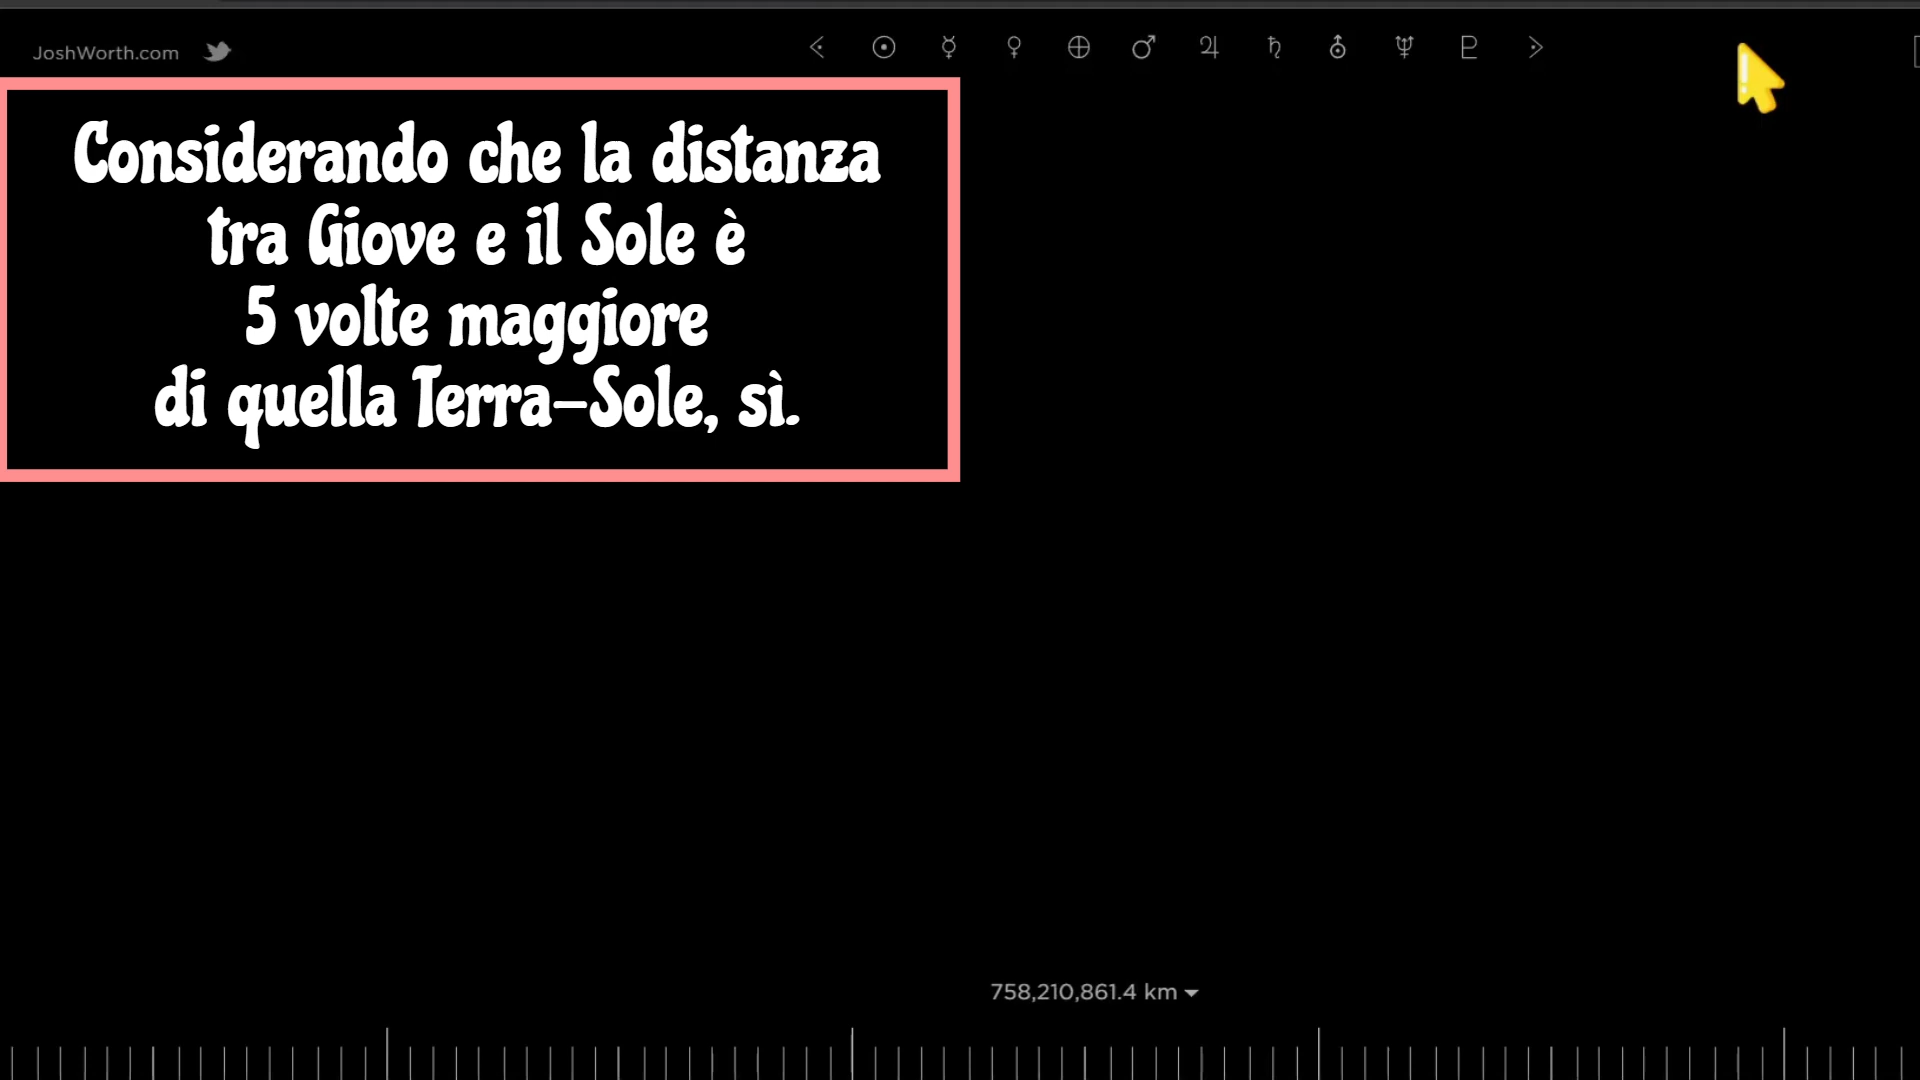 JoshWorth.com
☉ ☿ ♀ ⊕ ♂ ♃ ♄ ⛢ ♆ ♇
Considerando che la distanza
tra Giove e il Sole è
5 volte maggiore
di quella Terra-Sole, sì.
758,210,861.4 km